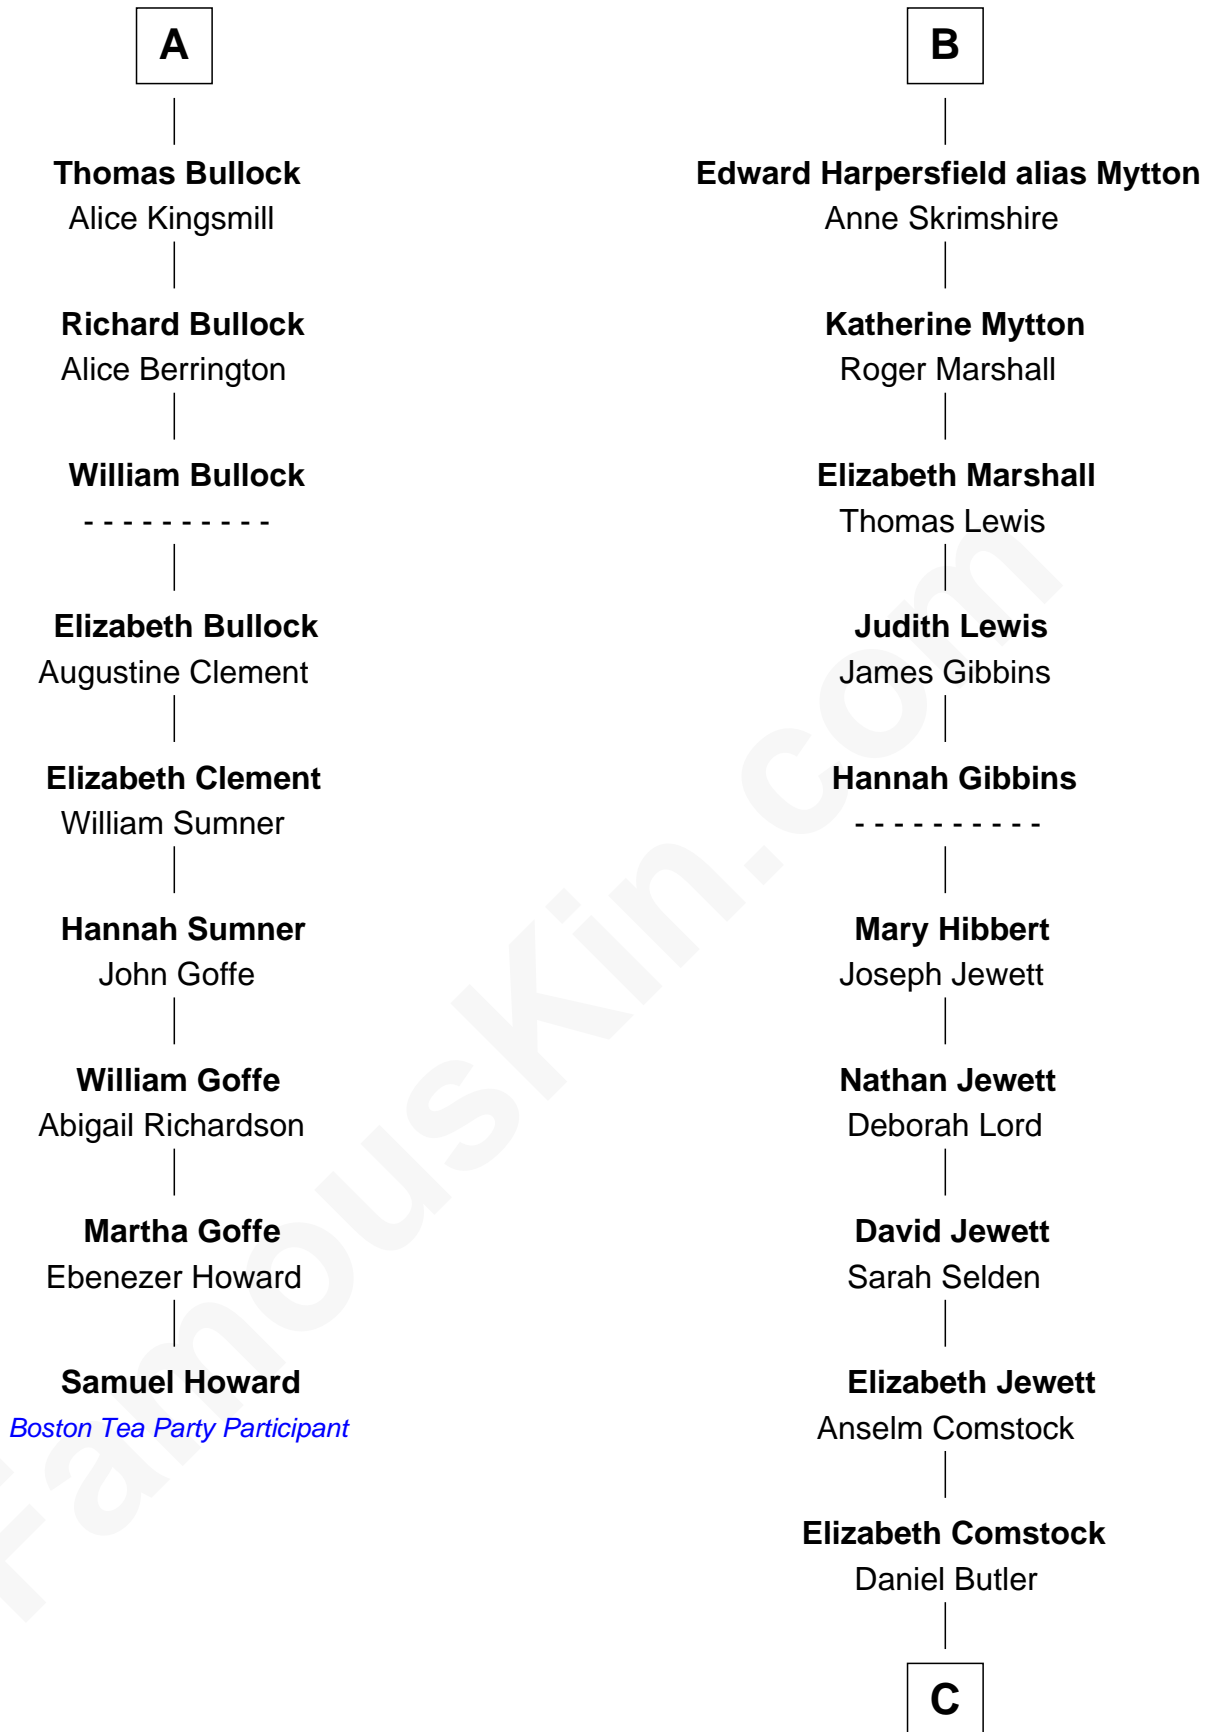 A
Thomas Bullock
Alice Kingsmill
Richard Bullock
Alice Berrington
William Bullock
- - - - - - - - - -
Elizabeth Bullock
Augustine Clement
Elizabeth Clement
William Sumner
Hannah Sumner
John Goffe
William Goffe
Abigail Richardson
Martha Goffe
Ebenezer Howard
Samuel Howard
Boston Tea Party Participant
B
Edward Harpersfield alias Mytton
Anne Skrimshire
Katherine Mytton
Roger Marshall
Elizabeth Marshall
Thomas Lewis
Judith Lewis
James Gibbins
Hannah Gibbins
- - - - - - - - - -
Mary Hibbert
Joseph Jewett
Nathan Jewett
Deborah Lord
David Jewett
Sarah Selden
Elizabeth Jewett
Anselm Comstock
Elizabeth Comstock
Daniel Butler
C
FamousKin.com